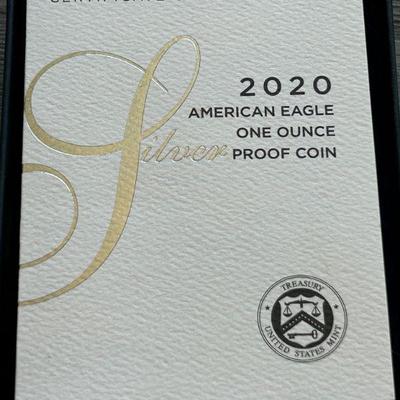 2020
AMERICAN EAGLE
ONE OUNCE
Silver PROOF COIN
TREASURY
UNITED STATES MINT